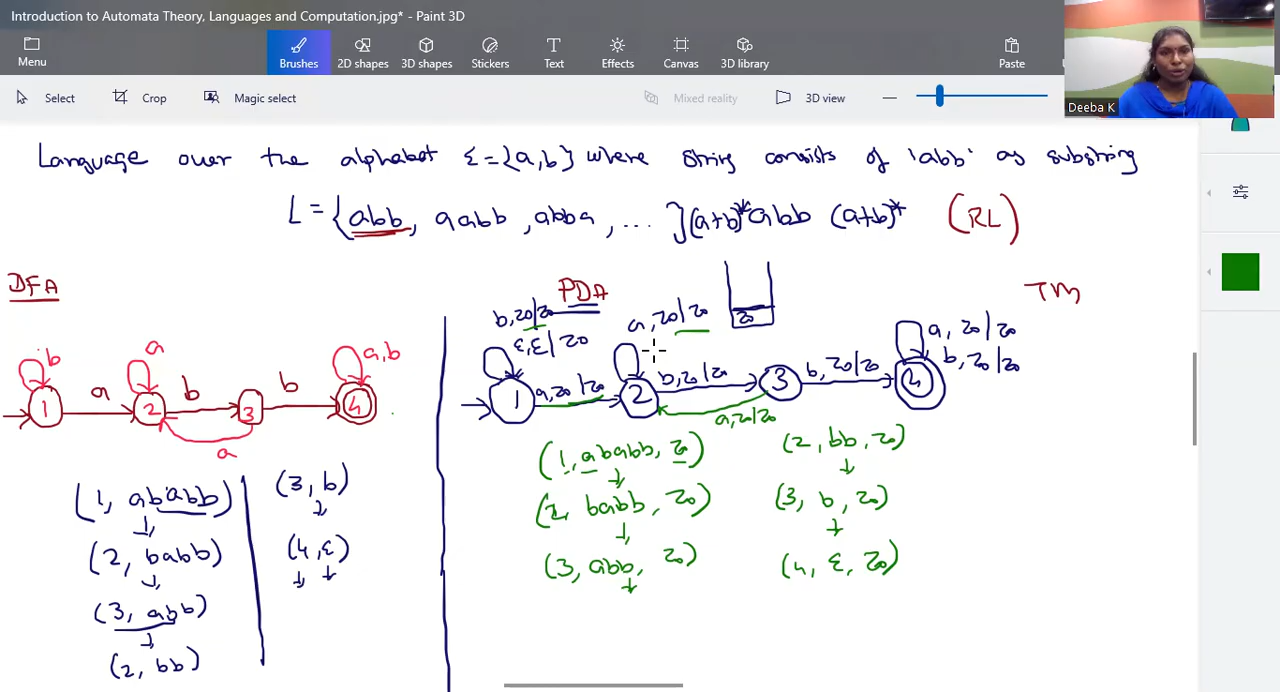 Introduction to Automata Theory, Languages and Computation.jpg* - Paint 3D
Menu
Brushes
2D shapes
3D shapes
Stickers
Text
Effects
Canvas
3D library
Paste
Select
Crop
Magic select
Mixed reality
3D view
Deeba K
Language over the alphabet Σ={a,b} where string consists of 'abb' as substring
L = {abb, aabb, abba, ... } (a+b)* abb (a+b)* (RL)
DFA
b
a
a,b
1
a
2
b
3
b
4
a
(1, ababb)
(2, babb)
(3, abb)
(2, bb)
(3, b)
(4, ε)
PDA
z0
b, z0|z0
ε, ε|z0
a, z0|z0
a, z0|z0
b, z0|z0
1
a, z0|z0
2
b, z0|z0
3
b, z0|z0
4
a, z0|z0
(1, ababb, z0)
(2, babb, z0)
(3, abb, z0)
(2, bb, z0)
(3, b, z0)
(4, ε, z0)
TM